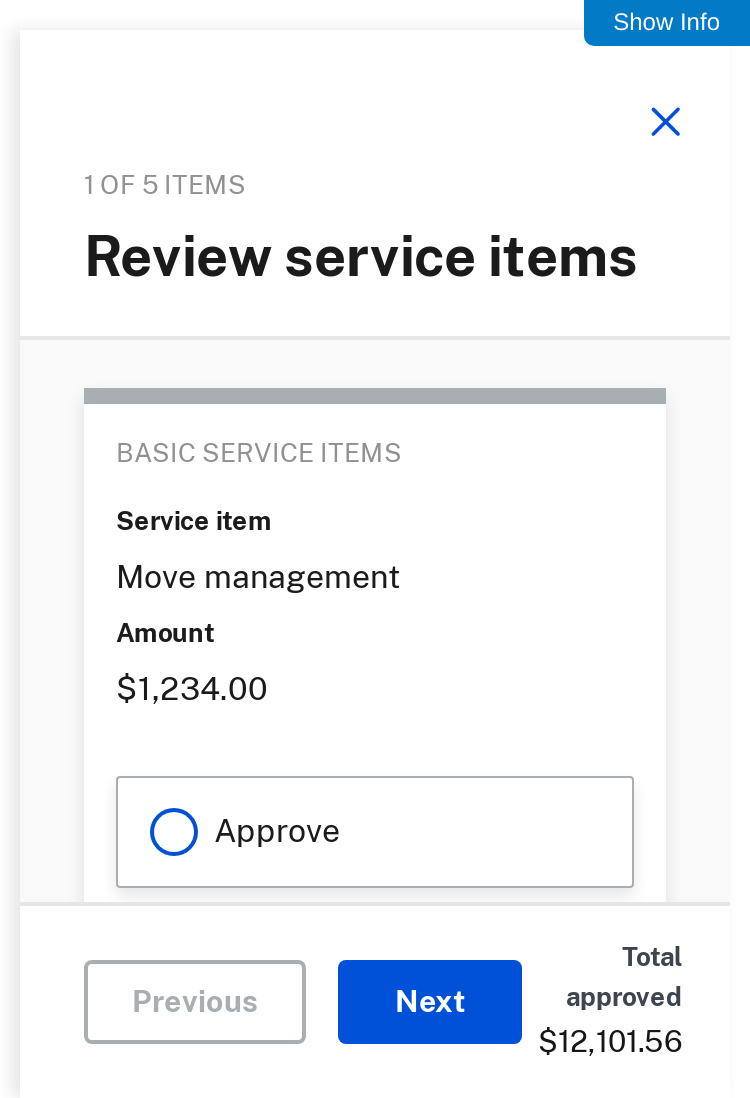 Show Info
1 OF 5 ITEMS
Review service items
BASIC SERVICE ITEMS
Service item
Move management
Amount
$1,234.00
Approve
Previous
Next
Total
approved
$12,101.56